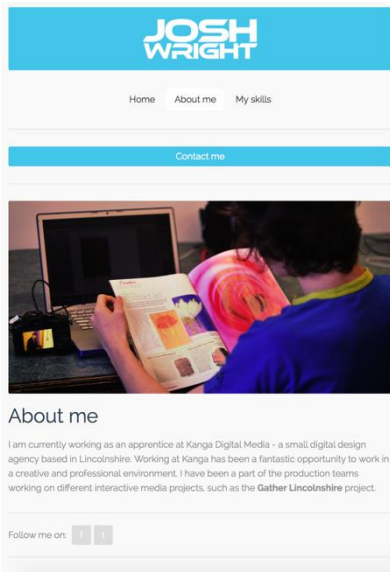 JOSH
WRIGHT
Home About me My skills
Contact me
About me
I am currently working as an apprentice at Kanga Digital Media - a small digital design
agency based in Lincolnshire. Working at Kanga has been a fantastic opportunity to work in
a creative and professional environment. I have been a part of the production teams
working on different interactive media projects, such as the Gather Lincolnshire project.
Follow me on: f t